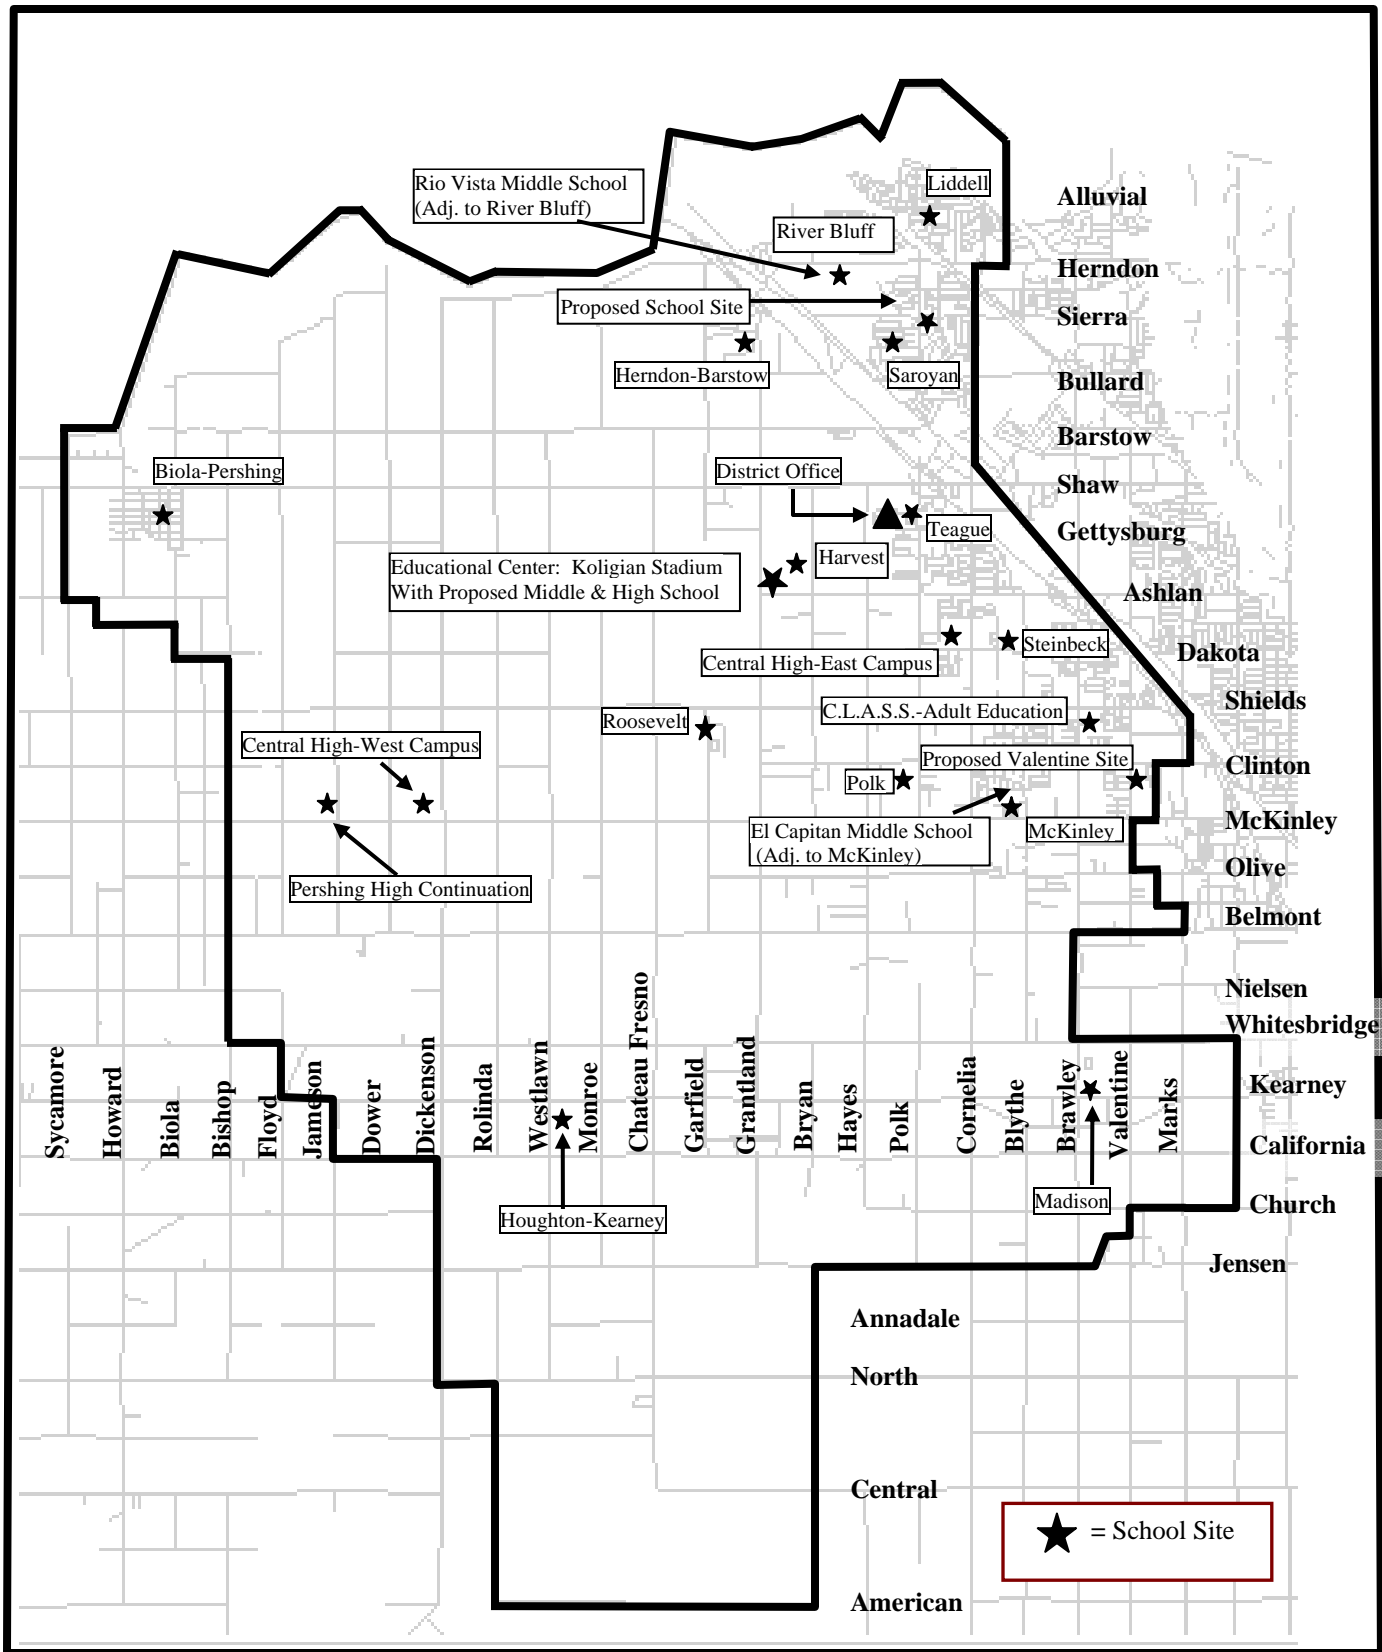 Rio Vista Middle School
(Adj. to River Bluff)
Liddell
Alluvial
River Bluff
Herndon
Proposed School Site
Sierra
Herndon-Barstow
Saroyan
Bullard
Barstow
Biola-Pershing
District Office
Shaw
Teague
Gettysburg
Harvest
Educational Center:  Koligian Stadium
With Proposed Middle & High School
Ashlan
Steinbeck
Dakota
Central High-East Campus
Shields
C.L.A.S.S.-Adult Education
Roosevelt
Central High-West Campus
Proposed Valentine Site
Clinton
Polk
El Capitan Middle School
(Adj. to McKinley)
McKinley
McKinley
Olive
Pershing High Continuation
Belmont
Nielsen
Whitesbridge
Sycamore
Howard
Biola
Bishop
Floyd
Jameson
Dower
Dickenson
Rolinda
Westlawn
Monroe
Chateau Fresno
Garfield
Grantland
Bryan
Hayes
Polk
Cornelia
Blythe
Brawley
Valentine
Marks
Kearney
California
Madison
Church
Houghton-Kearney
Jensen
Annadale
North
Central
= School Site
American